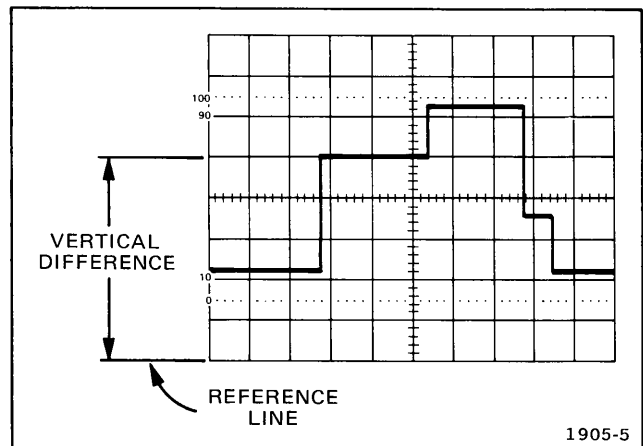 100
90
VERTICAL
DIFFERENCE
10
0
REFERENCE
LINE
1905-5